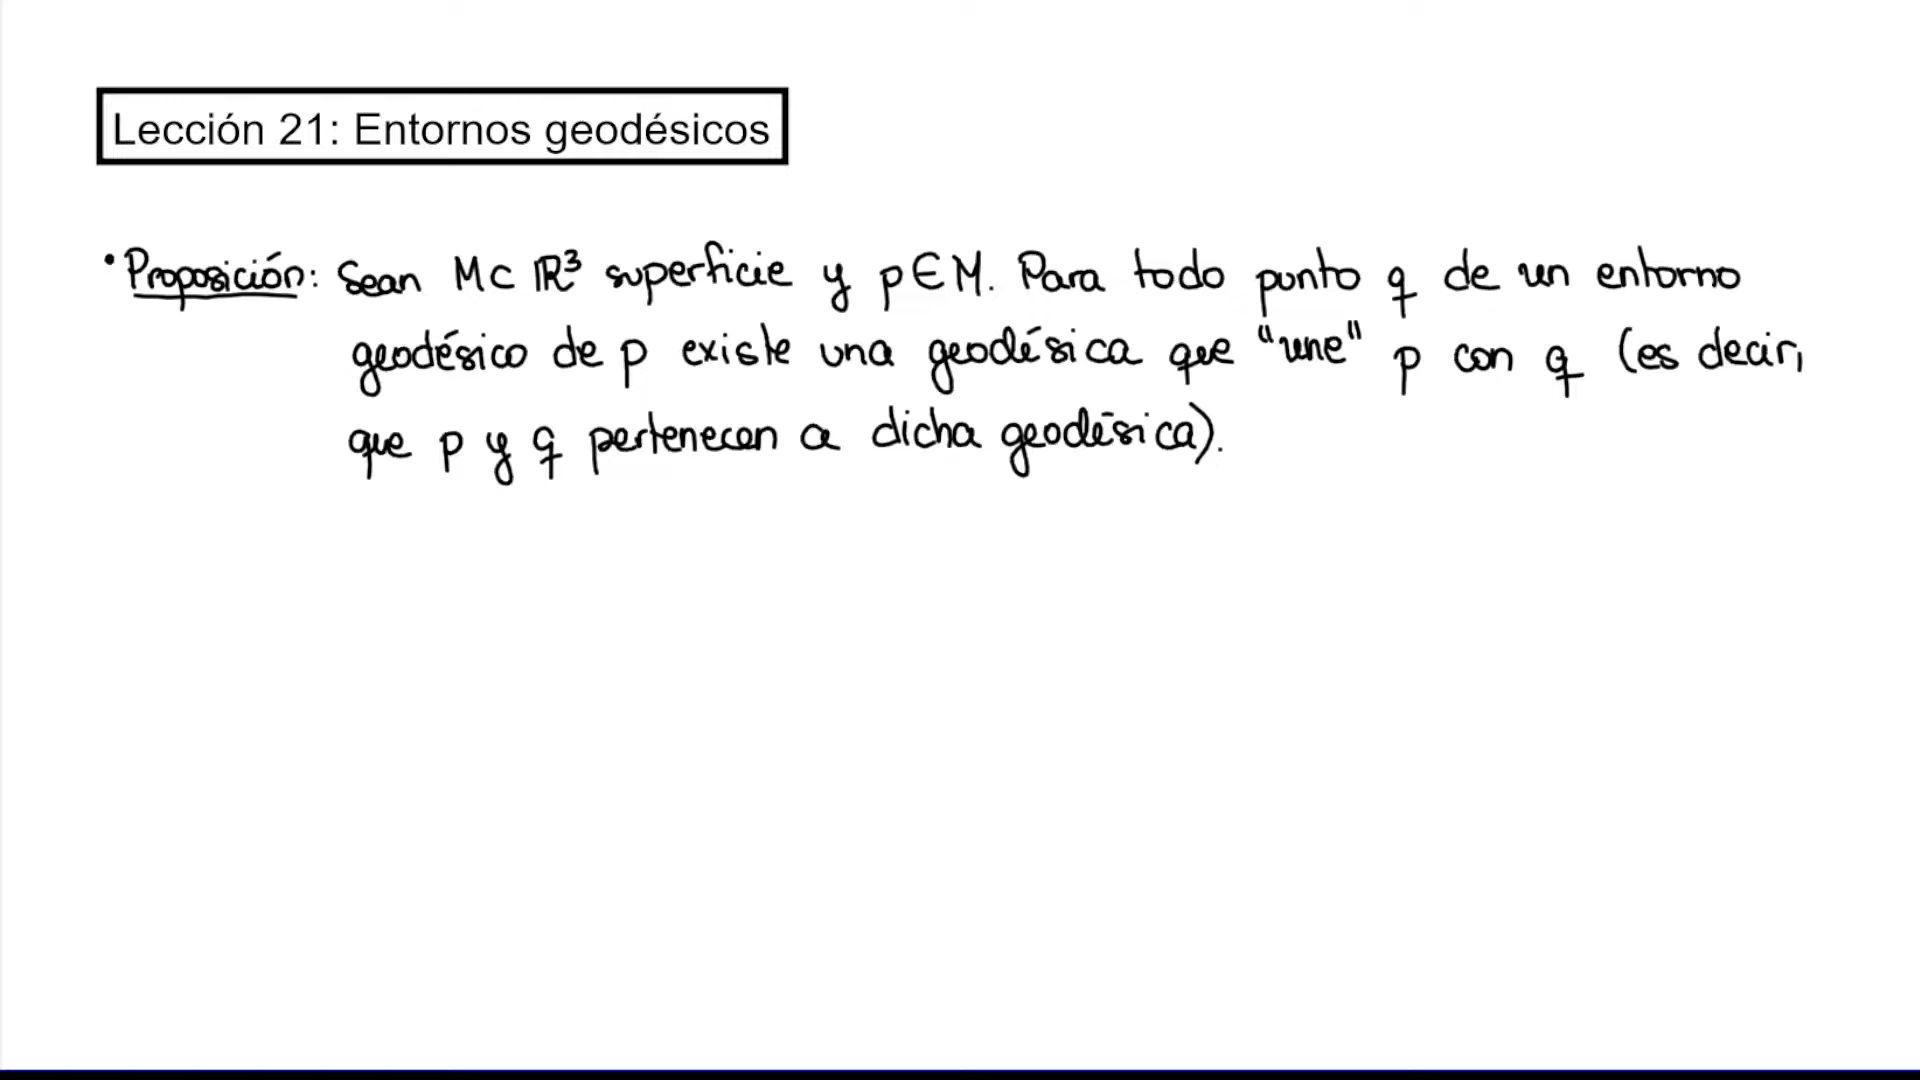 Lección 21: Entornos geodésicos
• Proposición: Sean M⊂ℝ³ superficie y p∈M. Para todo punto q de un entorno
geodésico de p existe una geodésica que "une" p con q (es decir,
que p y q pertenecen a dicha geodésica).